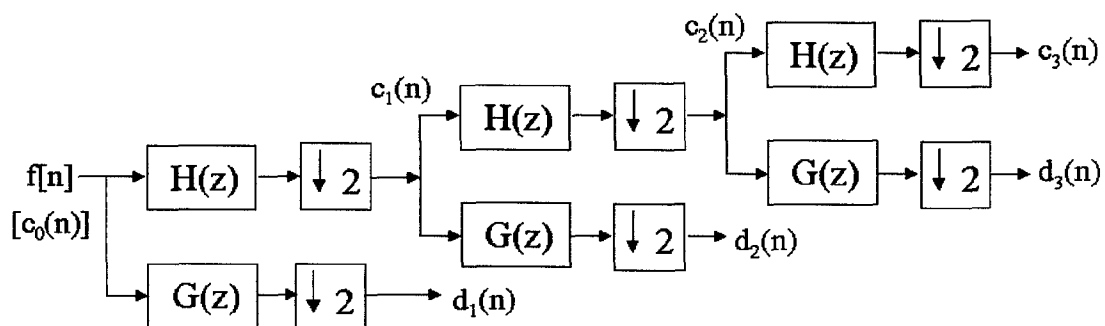 c₂(n)
H(z)
↓ 2
c₃(n)
c₁(n)
H(z)
↓ 2
G(z)
↓ 2
d₃(n)
f[n]
[c₀(n)]
H(z)
↓ 2
G(z)
↓ 2
d₂(n)
G(z)
↓ 2
d₁(n)